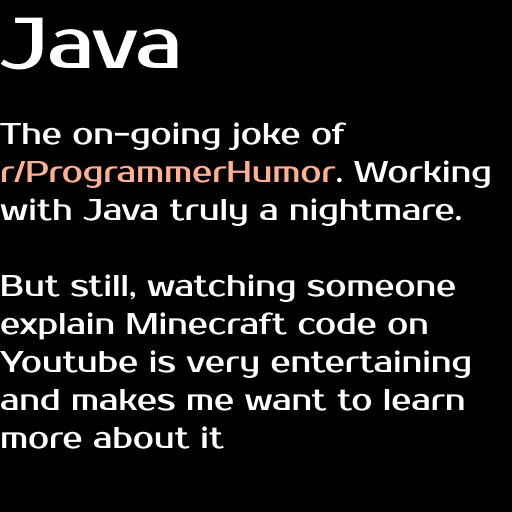 Java
The on-going joke of
r/ProgrammerHumor. Working
with Java truly a nightmare.
But still, watching someone
explain Minecraft code on
Youtube is very entertaining
and makes me want to learn
more about it